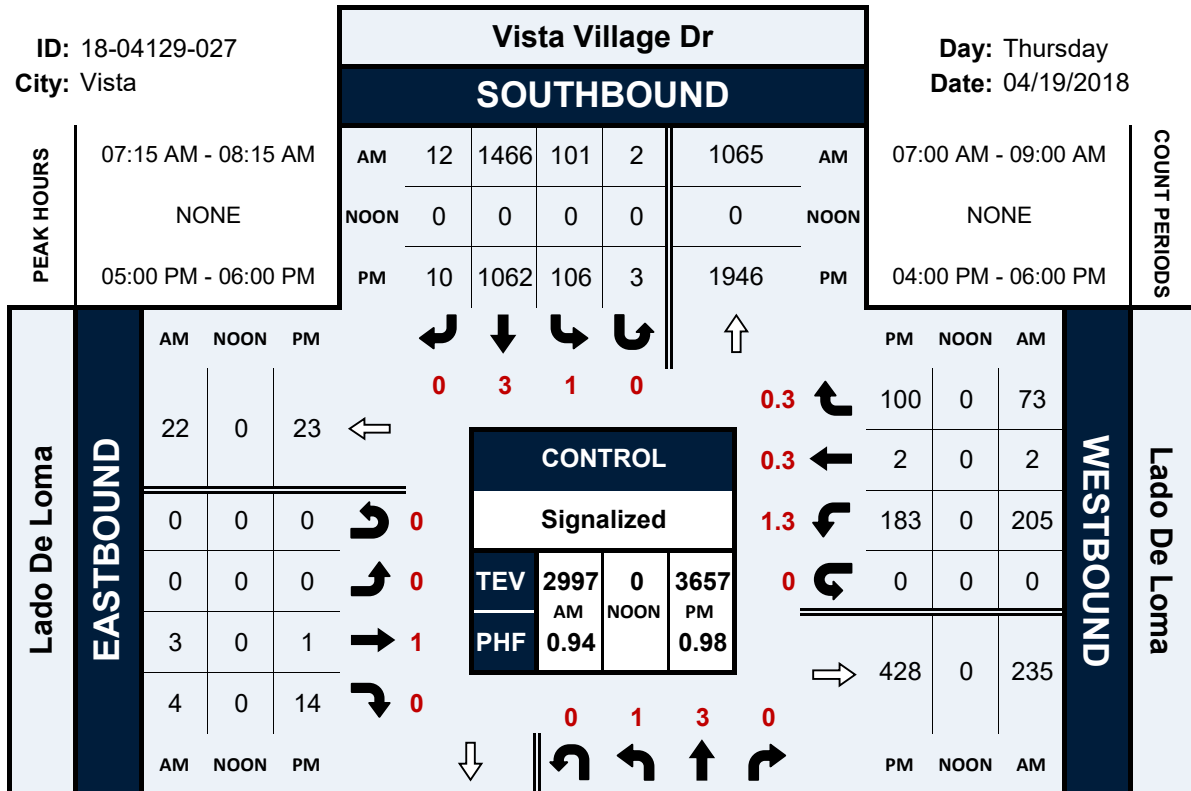 ID: 18-04129-027
City: Vista
Vista Village Dr
SOUTHBOUND
Day: Thursday
Date: 04/19/2018
PEAK HOURS
07:15 AM - 08:15 AM
NONE
05:00 PM - 06:00 PM
AM 12 1466 101 2 1065 AM
NOON 0 0 0 0 0 NOON
PM 10 1062 106 3 1946 PM
07:00 AM - 09:00 AM
NONE
04:00 PM - 06:00 PM
COUNT PERIODS
0 3 1 0
Lado De Loma
EASTBOUND
AM NOON PM
22 0 23
0 0 0 0
0 0 0 0
3 0 1 1
4 0 14 0
AM NOON PM
CONTROL
Signalized
TEV 2997 0 3657
AM NOON PM
PHF 0.94 0.98
PM NOON AM
0.3 100 0 73
0.3 2 0 2
1.3 183 0 205
0 0 0 0
428 0 235
PM NOON AM
WESTBOUND
Lado De Loma
0 1 3 0